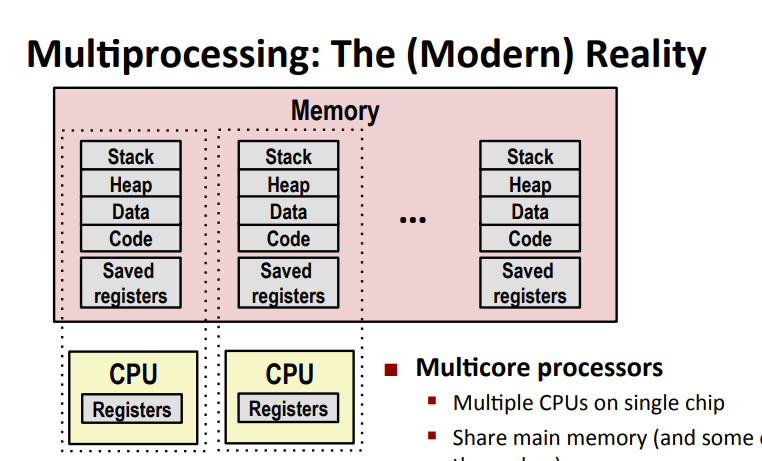 Multiprocessing: The (Modern) Reality
Memory
Stack
Heap
Data
Code
Saved
registers
Stack
Heap
Data
Code
Saved
registers
...
Stack
Heap
Data
Code
Saved
registers
CPU
Registers
CPU
Registers
Multicore processors
Multiple CPUs on single chip
Share main memory (and some